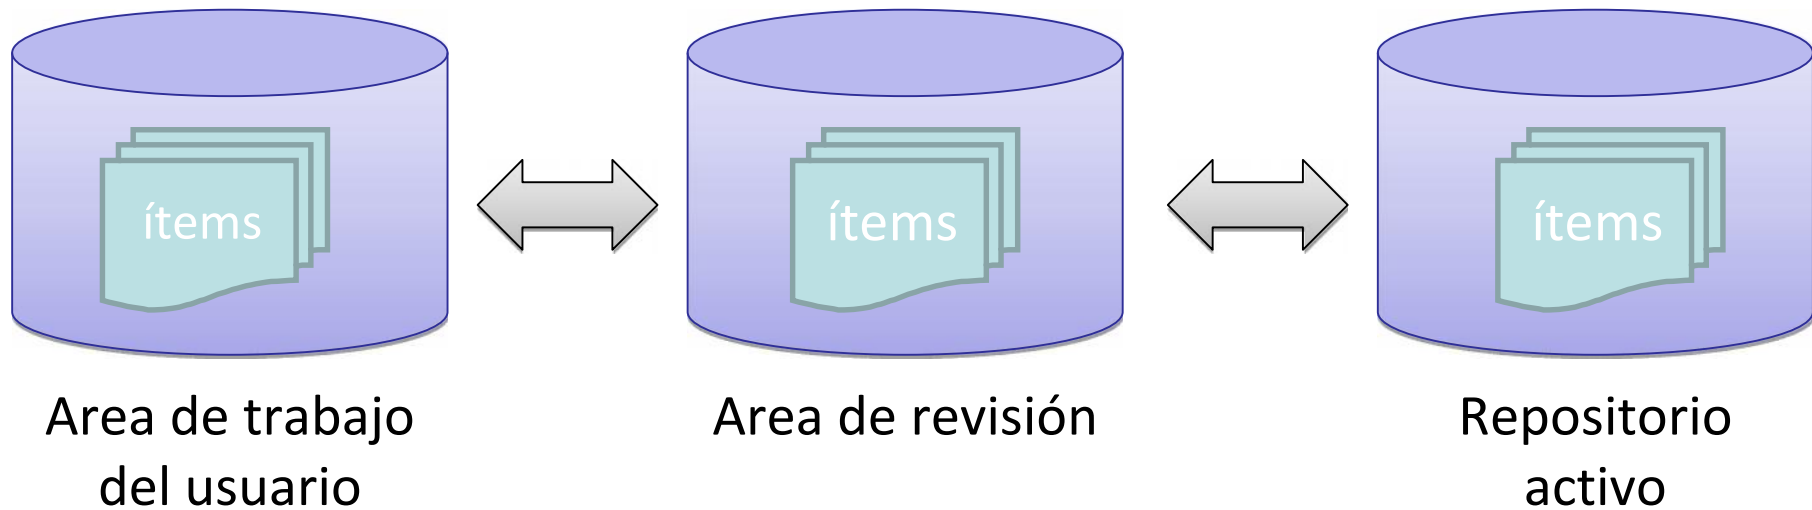 ítems
ítems
ítems
Area de trabajo
del usuario
Area de revisión
Repositorio
activo